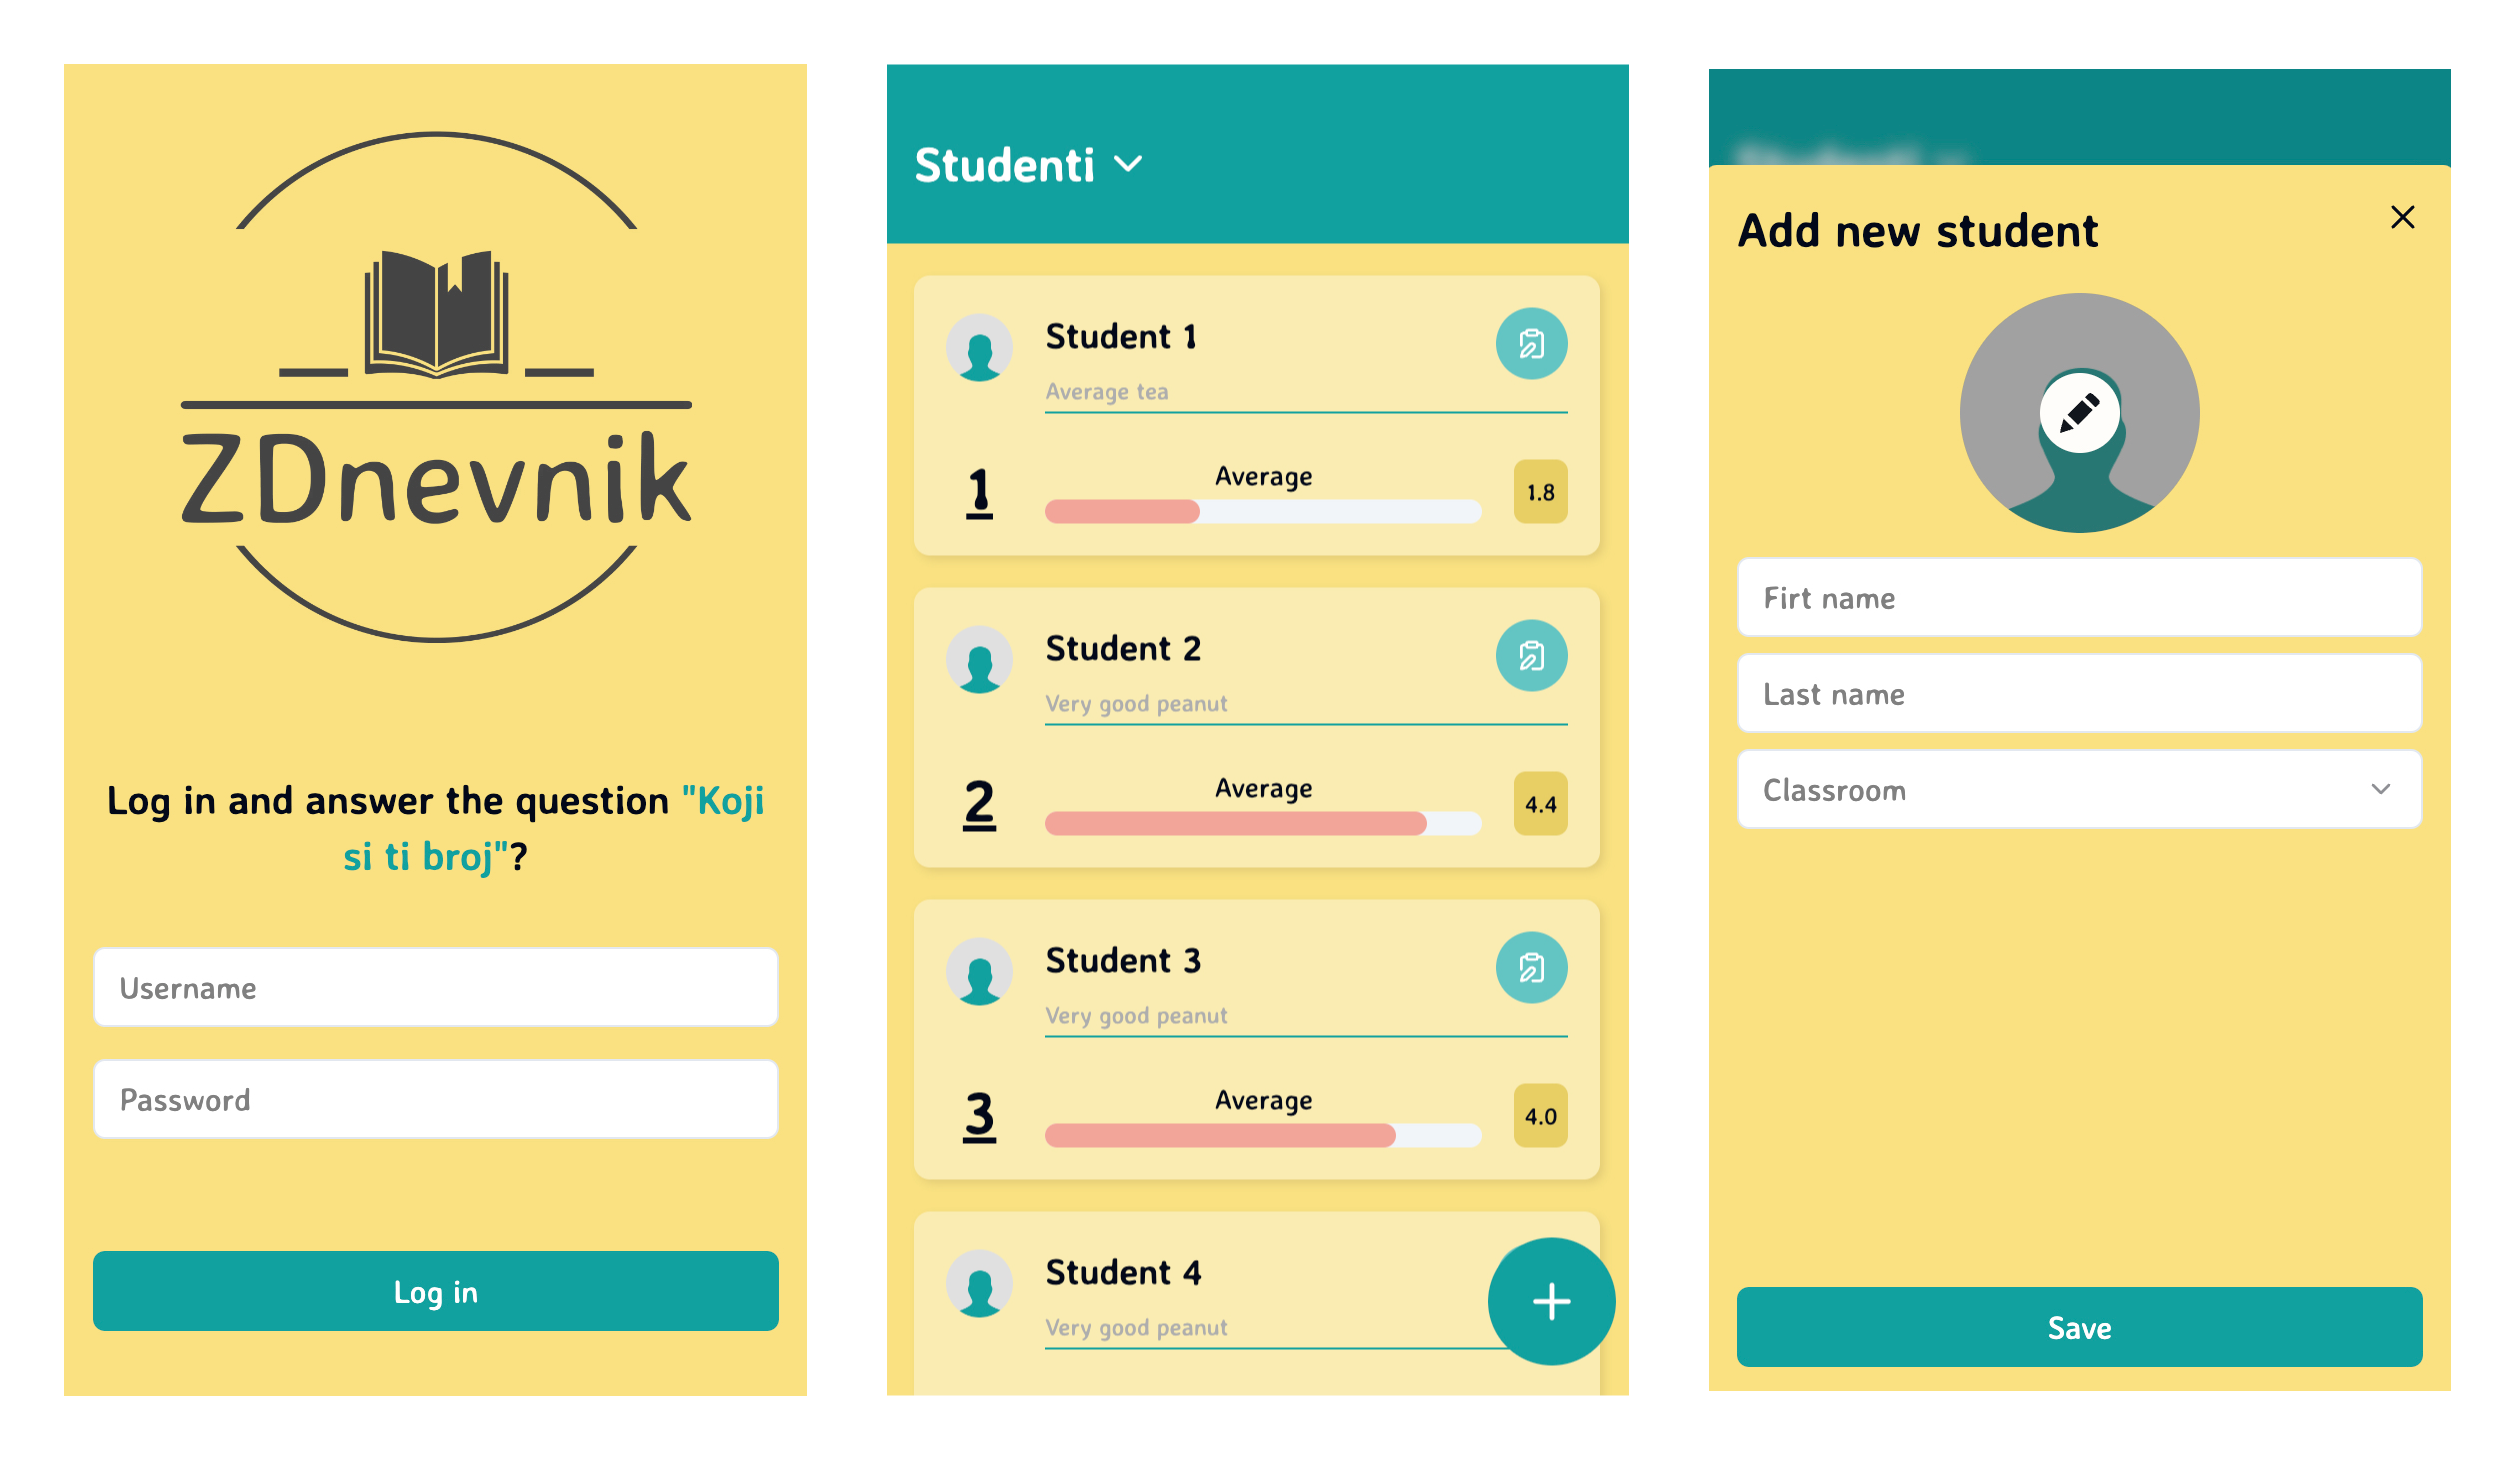 ZDnevnik
Log in and answer the question "Koji
si ti broj"?
Username
Password
Log in
Studenti
Student 1
Average tea
1
Average
1.8
Student 2
Very good peanut
2
Average
4.4
Student 3
Very good peanut
3
Average
4.0
Student 4
Very good peanut
Studenti
Add new student
Firt name
Last name
Classroom
Save